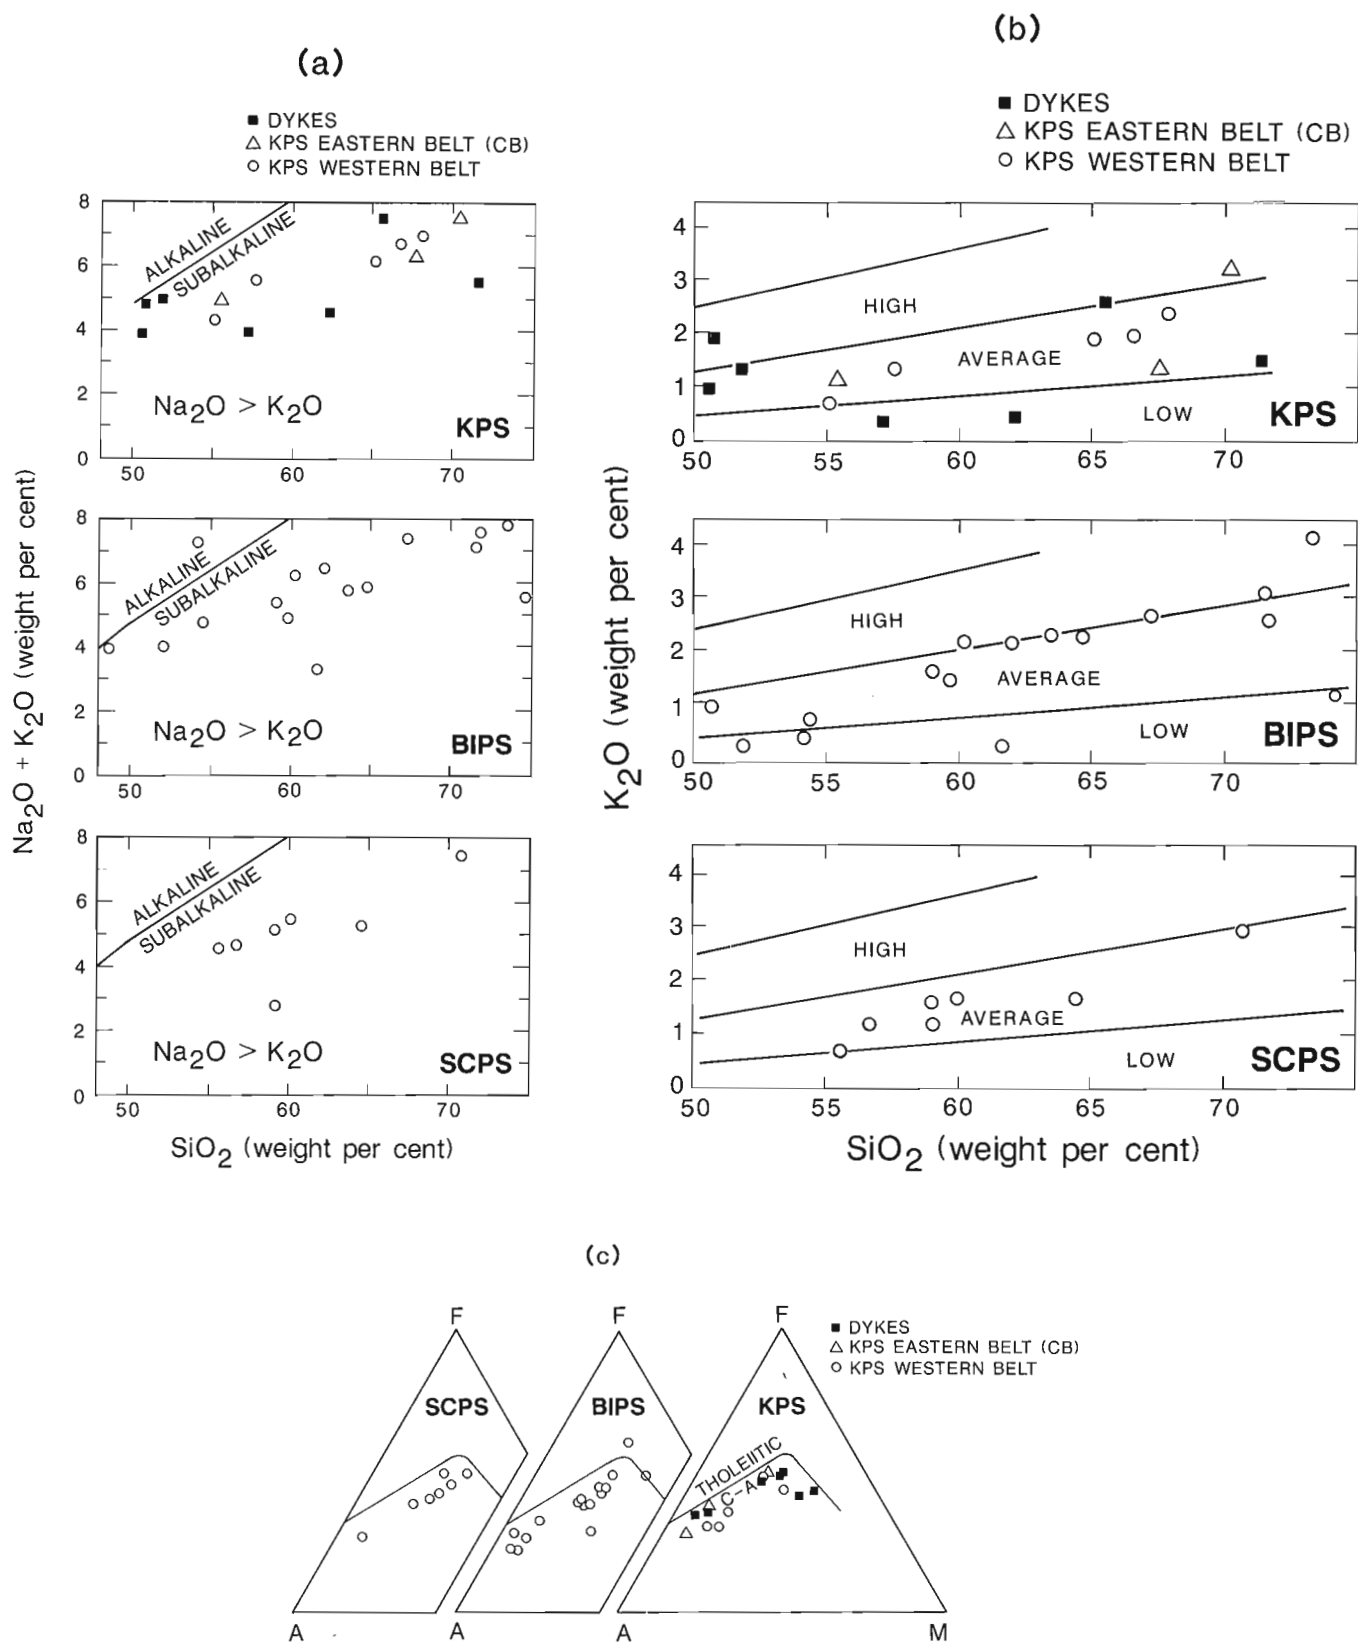 (a)
■ DYKES
△ KPS EASTERN BELT (CB)
○ KPS WESTERN BELT
8
6
4
2
0
50 60 70
ALKALINE
SUBALKALINE
Na₂O > K₂O
KPS
8
6
4
2
0
50 60 70
ALKALINE
SUBALKALINE
Na₂O > K₂O
BIPS
8
6
4
2
0
50 60 70
ALKALINE
SUBALKALINE
Na₂O > K₂O
SCPS
Na₂O + K₂O (weight per cent)
SiO₂ (weight per cent)
(b)
■ DYKES
△ KPS EASTERN BELT (CB)
○ KPS WESTERN BELT
4
3
2
1
0
50 55 60 65 70
HIGH
AVERAGE
LOW
KPS
4
3
2
1
0
50 55 60 65 70
HIGH
AVERAGE
LOW
BIPS
4
3
2
1
0
50 55 60 65 70
HIGH
AVERAGE
LOW
SCPS
K₂O (weight per cent)
SiO₂ (weight per cent)
(c)
F F F
■ DYKES
△ KPS EASTERN BELT (CB)
○ KPS WESTERN BELT
SCPS BIPS KPS
THOLEIITIC
C-A
A A A M